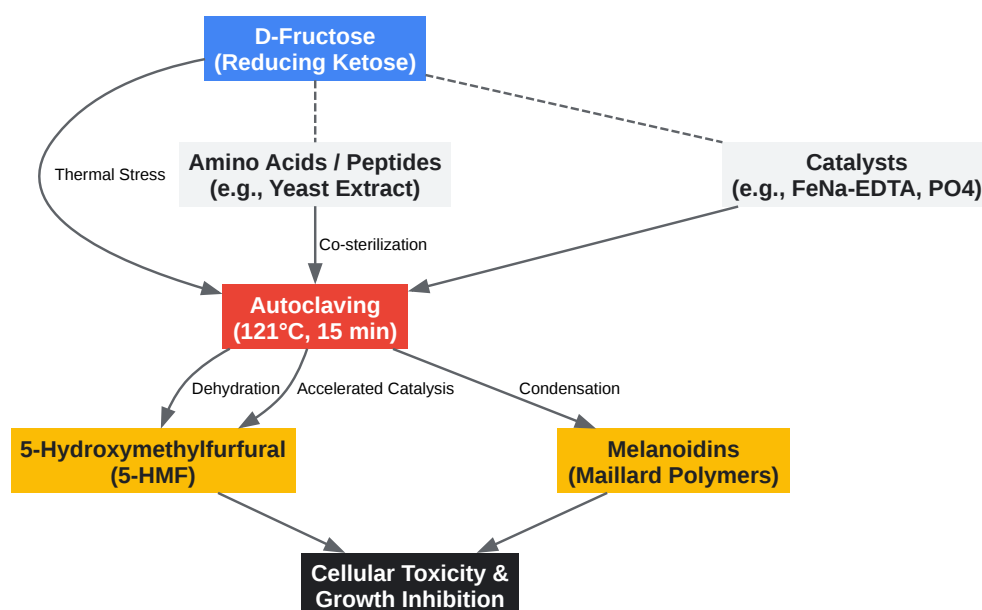 D-Fructose
(Reducing Ketose)
Amino Acids / Peptides
(e.g., Yeast Extract)
Catalysts
(e.g., FeNa-EDTA, PO4)
Thermal Stress
Co-sterilization
Autoclaving
(121°C, 15 min)
Dehydration
Accelerated Catalysis
Condensation
5-Hydroxymethylfurfural
(5-HMF)
Melanoidins
(Maillard Polymers)
Cellular Toxicity &
Growth Inhibition